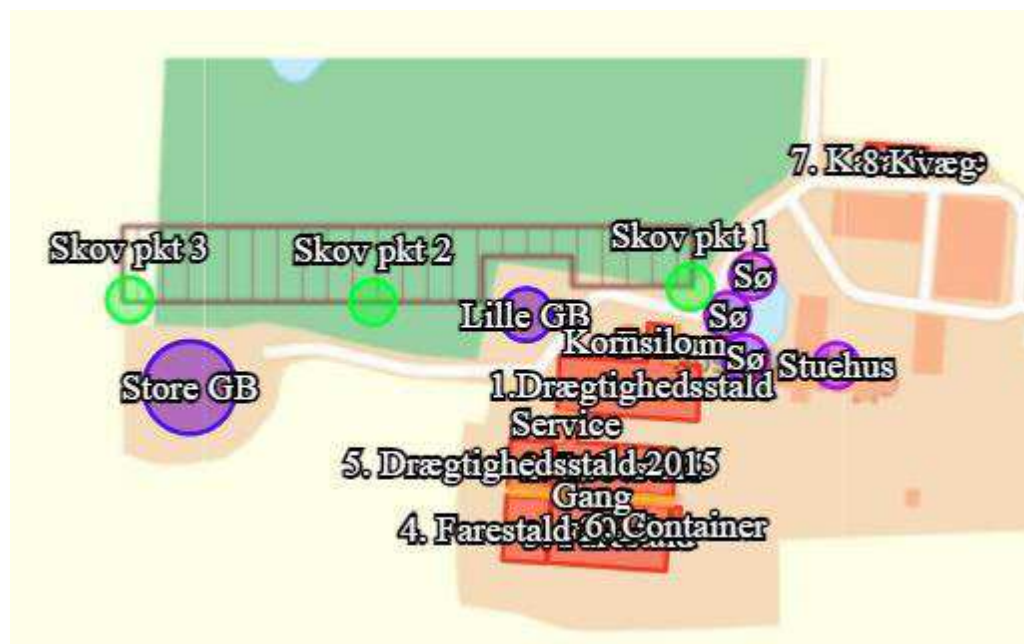 7. K
8 Kvæg-
Skov pkt 3
Skov pkt 2
Skov pkt 1
Sø
Lille GB
Sø
Kornsilo
Sø
Stuehus
Store GB
1.Drægtighedsstald
Service
5. Drægtighedsstald 2015
Gang
4. Farestald
6. Container